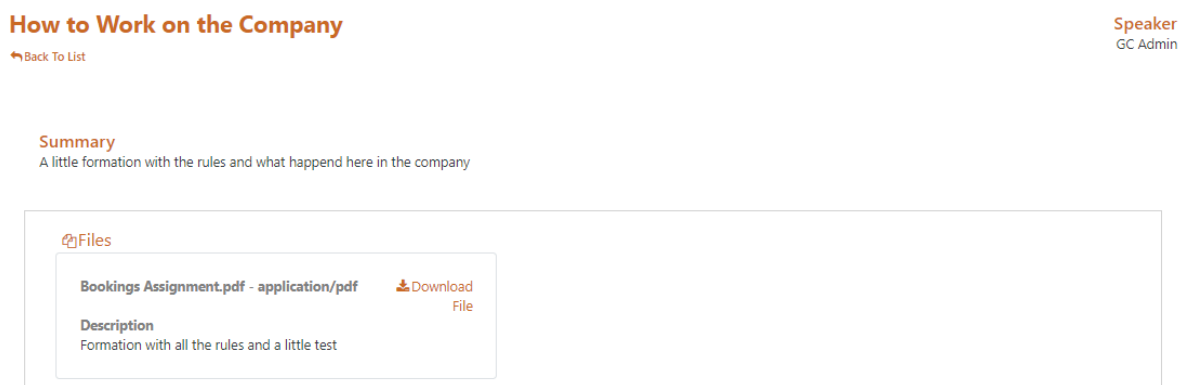 How to Work on the Company
Speaker
GC Admin
Back To List
Summary
A little formation with the rules and what happend here in the company
Files
Bookings Assignment.pdf - application/pdf
Download
File
Description
Formation with all the rules and a little test